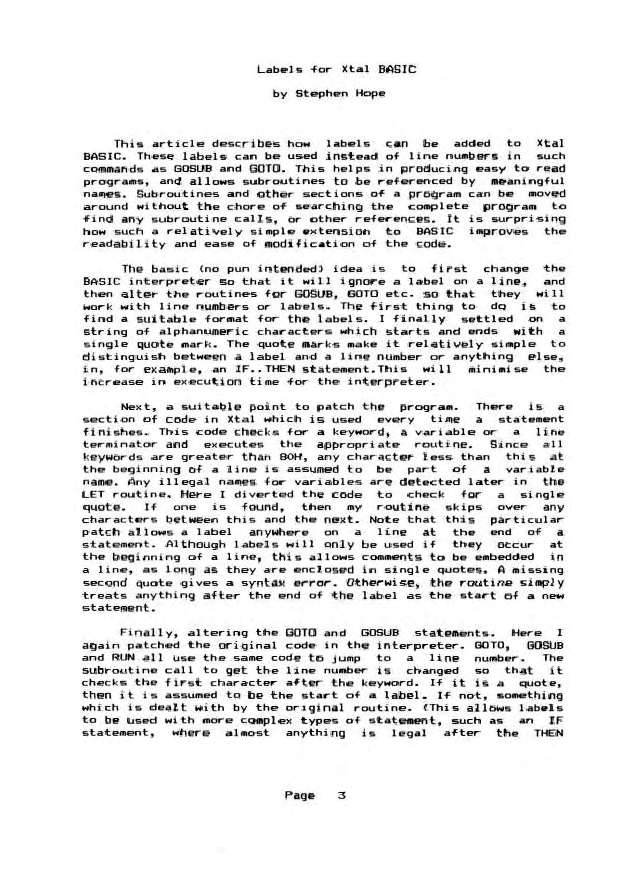 Labels for Xtal BASIC
by Stephen Hope
This article describes how labels can be added to Xtal
BASIC. These labels can be used instead of line numbers in such
commands as GOSUB and GOTO. This helps in producing easy to read
programs, and allows subroutines to be referenced by meaningful
names. Subroutines and other sections of a program can be moved
around without the chore of searching the complete program to
find any subroutine calls, or other references. It is surprising
how such a relatively simple extension to BASIC improves the
readability and ease of modification of the code.
The basic (no pun intended) idea is to first change the
BASIC interpreter so that it will ignore a label on a line, and
then alter the routines for GOSUB, GOTO etc. so that they will
work with line numbers or labels. The first thing to do is to
find a suitable format for the labels. I finally settled on a
string of alphanumeric characters which starts and ends with a
single quote mark. The quote marks make it relatively simple to
distinguish between a label and a line number or anything else,
in, for example, an IF..THEN statement.This will minimise the
increase in execution time for the interpreter.
Next, a suitable point to patch the program. There is a
section of code in Xtal which is used every time a statement
finishes. This code checks for a keyword, a variable or a line
terminator and executes the appropriate routine. Since all
keywords are greater than 80H, any character less than this at
the beginning of a line is assumed to be part of a variable
name. Any illegal names for variables are detected later in the
LET routine. Here I diverted the code to check for a single
quote. If one is found, then my routine skips over any
characters between this and the next. Note that this particular
patch allows a label anywhere on a line at the end of a
statement. Although labels will only be used if they occur at
the beginning of a line, this allows comments to be embedded in
a line, as long as they are enclosed in single quotes. A missing
second quote gives a syntax error. Otherwise, the routine simply
treats anything after the end of the label as the start of a new
statement.
Finally, altering the GOTO and GOSUB statements. Here I
again patched the original code in the interpreter. GOTO, GOSUB
and RUN all use the same code to jump to a line number. The
subroutine call to get the line number is changed so that it
checks the first character after the keyword. If it is a quote,
then it is assumed to be the start of a label. If not, something
which is dealt with by the original routine. (This allows labels
to be used with more complex types of statement, such as an IF
statement, where almost anything is legal after the THEN
Page 3